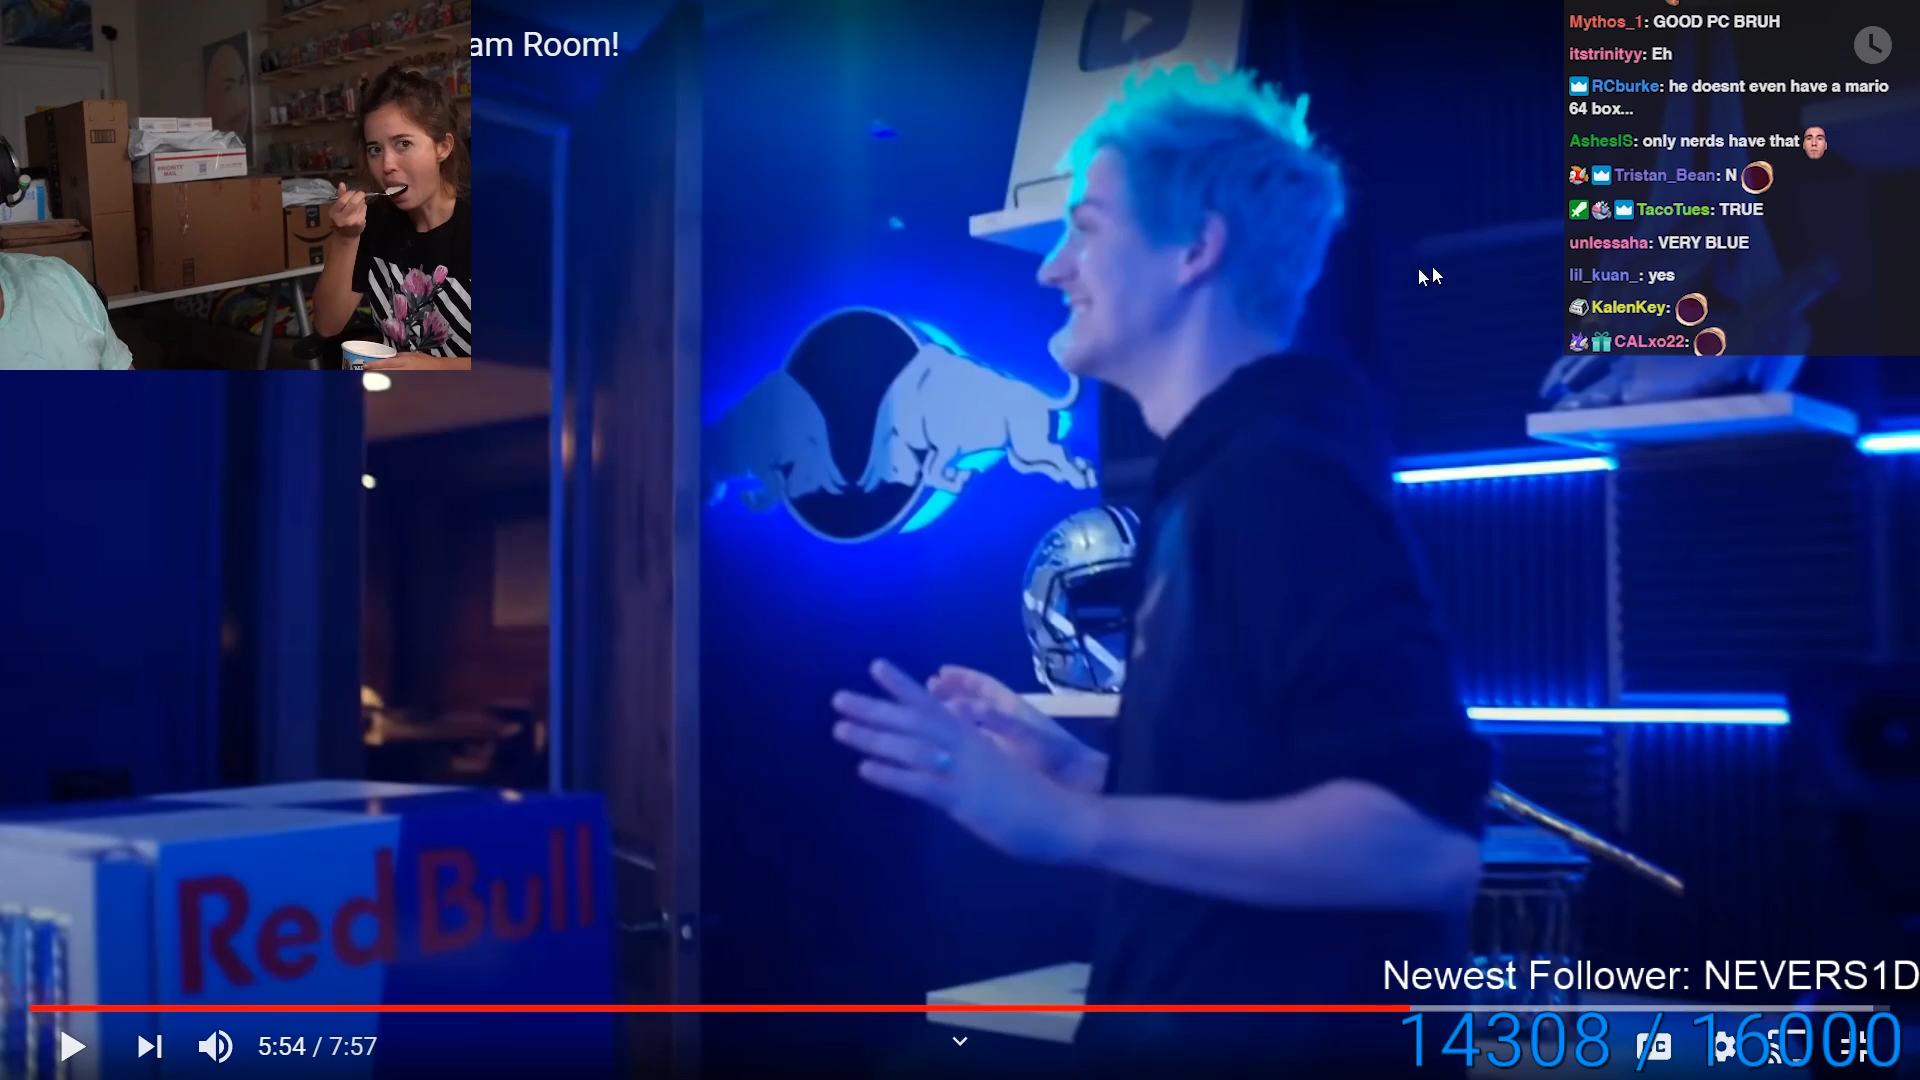 am Room!
Mythos_1: GOOD PC BRUH
itstrinityy: Eh
RCburke: he doesnt even have a mario
64 box...
AshesIS: only nerds have that
Tristan_Bean: N
TacoTues: TRUE
unlessaha: VERY BLUE
lil_kuan_: yes
KalenKey:
CALxo22:
PRIORITY
MAIL
Red Bull
Newest Follower: NEVERS1D
14308 / 16000
5:54 / 7:57